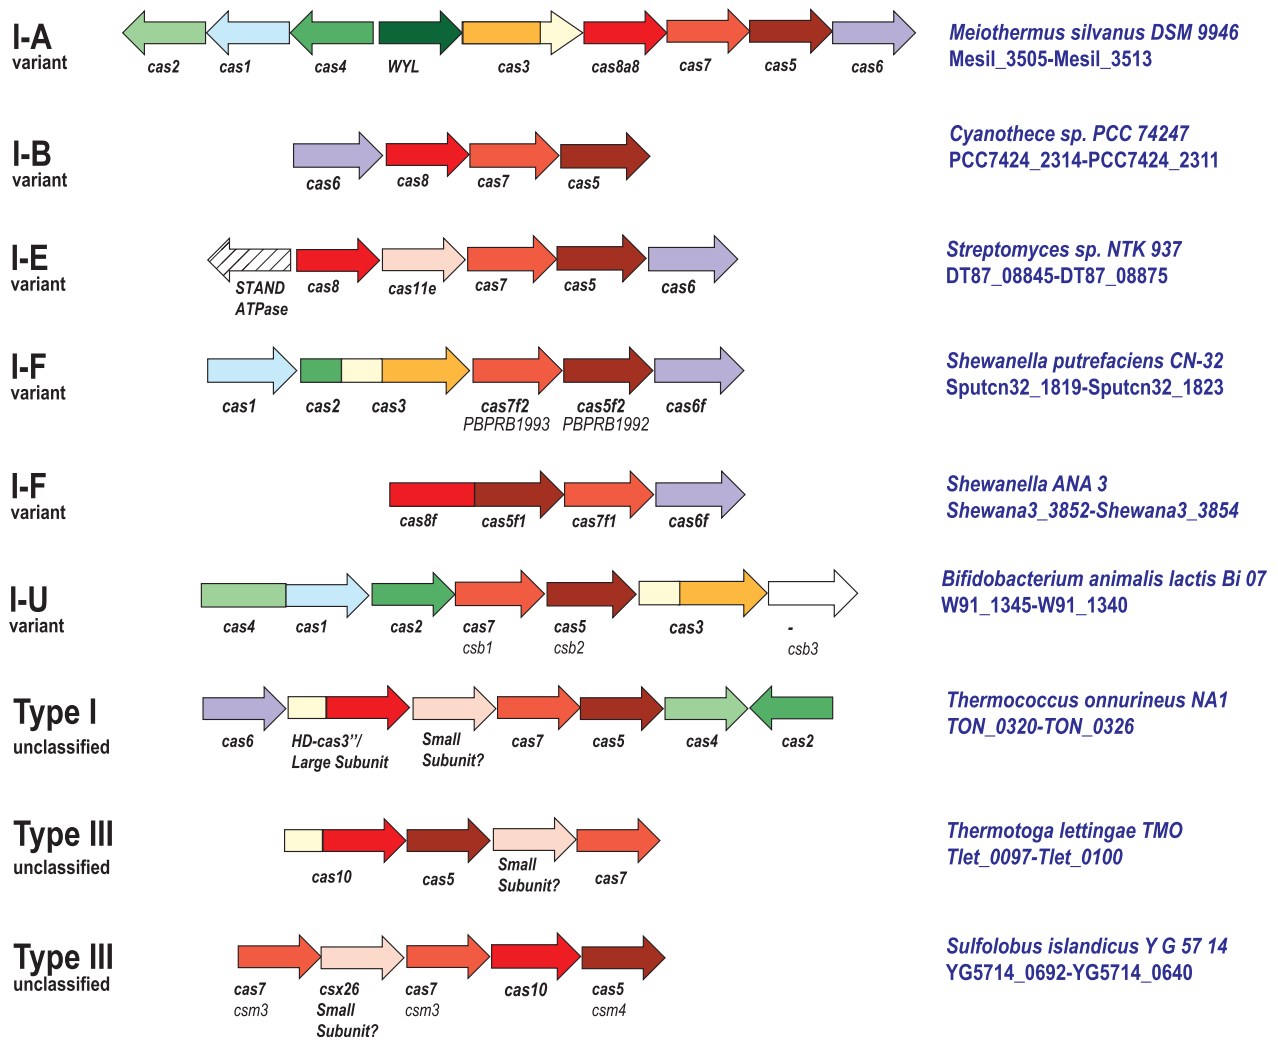 I-A
variant
cas2 cas1 cas4 WYL cas3 cas8a8 cas7 cas5 cas6
Meiothermus silvanus DSM 9946
Mesil_3505-Mesil_3513
I-B
variant
cas6 cas8 cas7 cas5
Cyanothece sp. PCC 74247
PCC7424_2314-PCC7424_2311
I-E
variant
STAND
ATPase
cas8 cas11e cas7 cas5 cas6
Streptomyces sp. NTK 937
DT87_08845-DT87_08875
I-F
variant
cas1 cas2 cas3 cas7f2 cas5f2 cas6f
PBPRB1993 PBPRB1992
Shewanella putrefaciens CN-32
Sputcn32_1819-Sputcn32_1823
I-F
variant
cas8f cas5f1 cas7f1 cas6f
Shewanella ANA 3
Shewana3_3852-Shewana3_3854
I-U
variant
cas4 cas1 cas2 cas7 cas5 cas3 -
csb1 csb2 csb3
Bifidobacterium animalis lactis Bi 07
W91_1345-W91_1340
Type I
unclassified
cas6
HD-cas3’’/
Large Subunit
Small
Subunit?
cas7 cas5 cas4 cas2
Thermococcus onnurineus NA1
TON_0320-TON_0326
Type III
unclassified
cas10 cas5
Small
Subunit?
cas7
Thermotoga lettingae TMO
Tlet_0097-Tlet_0100
Type III
unclassified
cas7
csm3
csx26
Small
Subunit?
cas7
csm3
cas10
cas5
csm4
Sulfolobus islandicus Y G 57 14
YG5714_0692-YG5714_0640